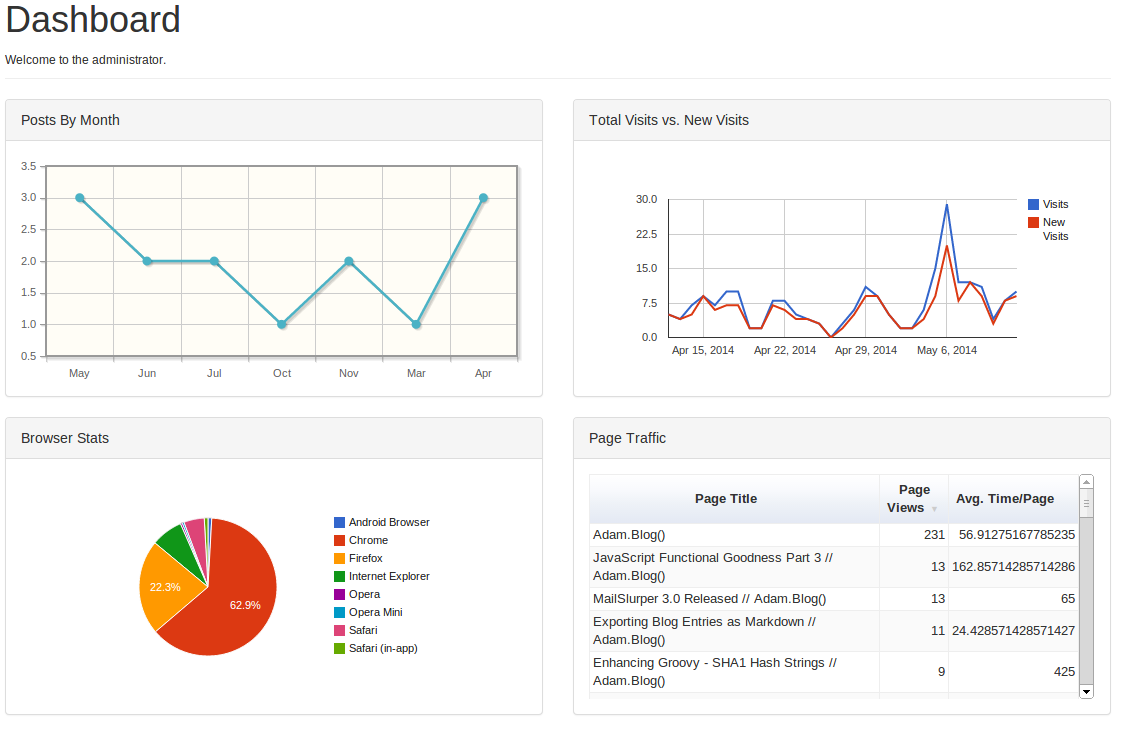 Dashboard
Welcome to the administrator.
Posts By Month
3.5
3.0
2.5
2.0
1.5
1.0
0.5
May Jun Jul Oct Nov Mar Apr
Total Visits vs. New Visits
30.0
22.5
15.0
7.5
0.0
Apr 15, 2014 Apr 22, 2014 Apr 29, 2014 May 6, 2014
Visits
New
Visits
Browser Stats
22.3%
62.9%
Android Browser
Chrome
Firefox
Internet Explorer
Opera
Opera Mini
Safari
Safari (in-app)
Page Traffic
Page Title Page Views Avg. Time/Page
Adam.Blog() 231 56.91275167785235
JavaScript Functional Goodness Part 3 //
Adam.Blog() 13 162.85714285714286
MailSlurper 3.0 Released // Adam.Blog() 13 65
Exporting Blog Entries as Markdown //
Adam.Blog() 11 24.428571428571427
Enhancing Groovy - SHA1 Hash Strings //
Adam.Blog() 9 425